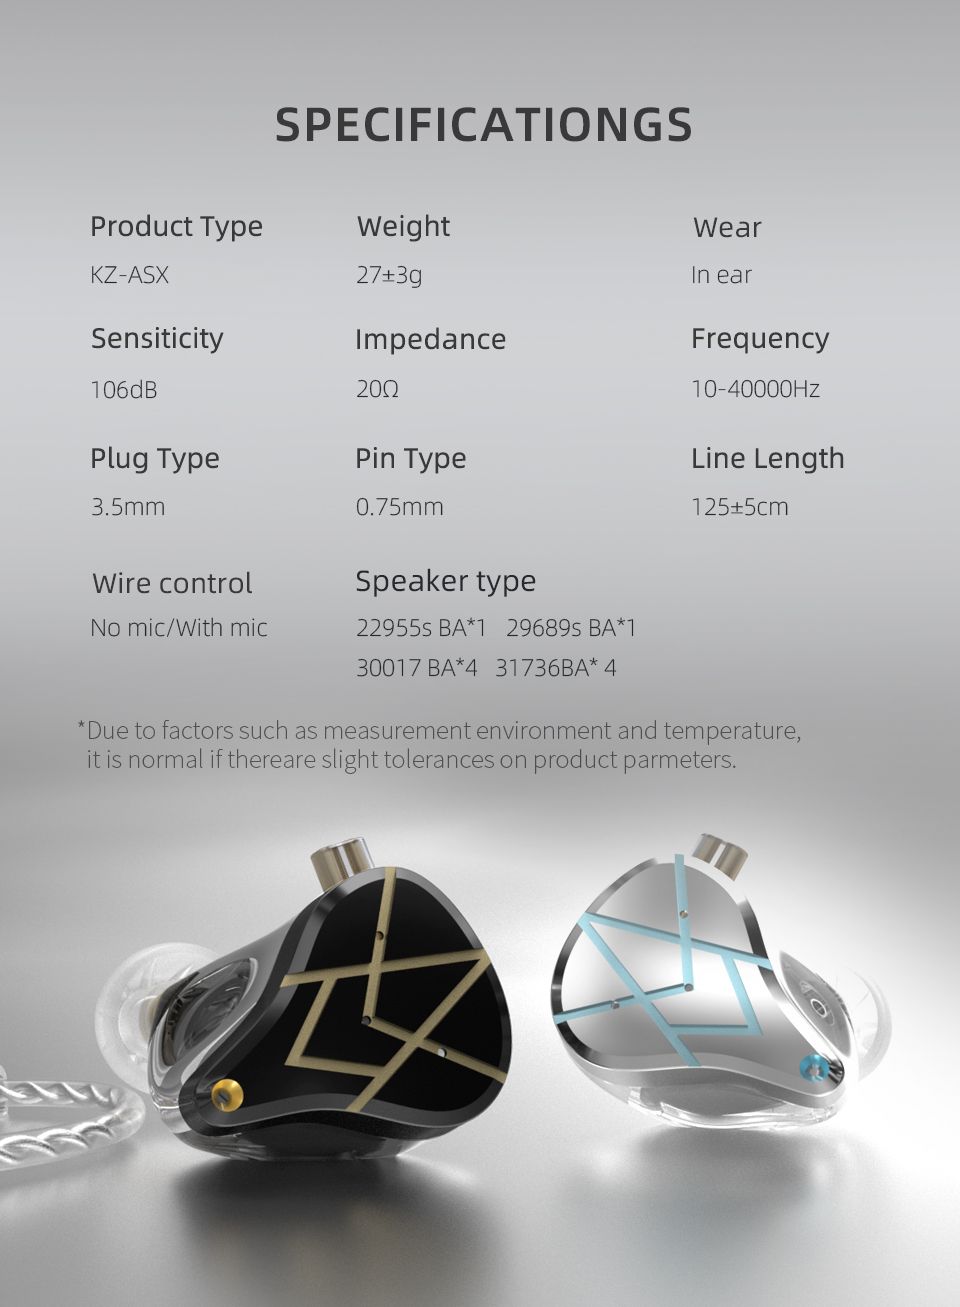 SPECIFICATIONGS
Product Type
Weight
Wear
KZ-ASX
27±3g
In ear
Sensiticity
Impedance
Frequency
106dB
20Ω
10-40000Hz
Plug Type
Pin Type
Line Length
3.5mm
0.75mm
125±5cm
Wire control
Speaker type
No mic/With mic
22955s BA*1 29689s BA*1
30017 BA*4 31736BA* 4
*Due to factors such as measurement environment and temperature,
it is normal if thereare slight tolerances on product parmeters.